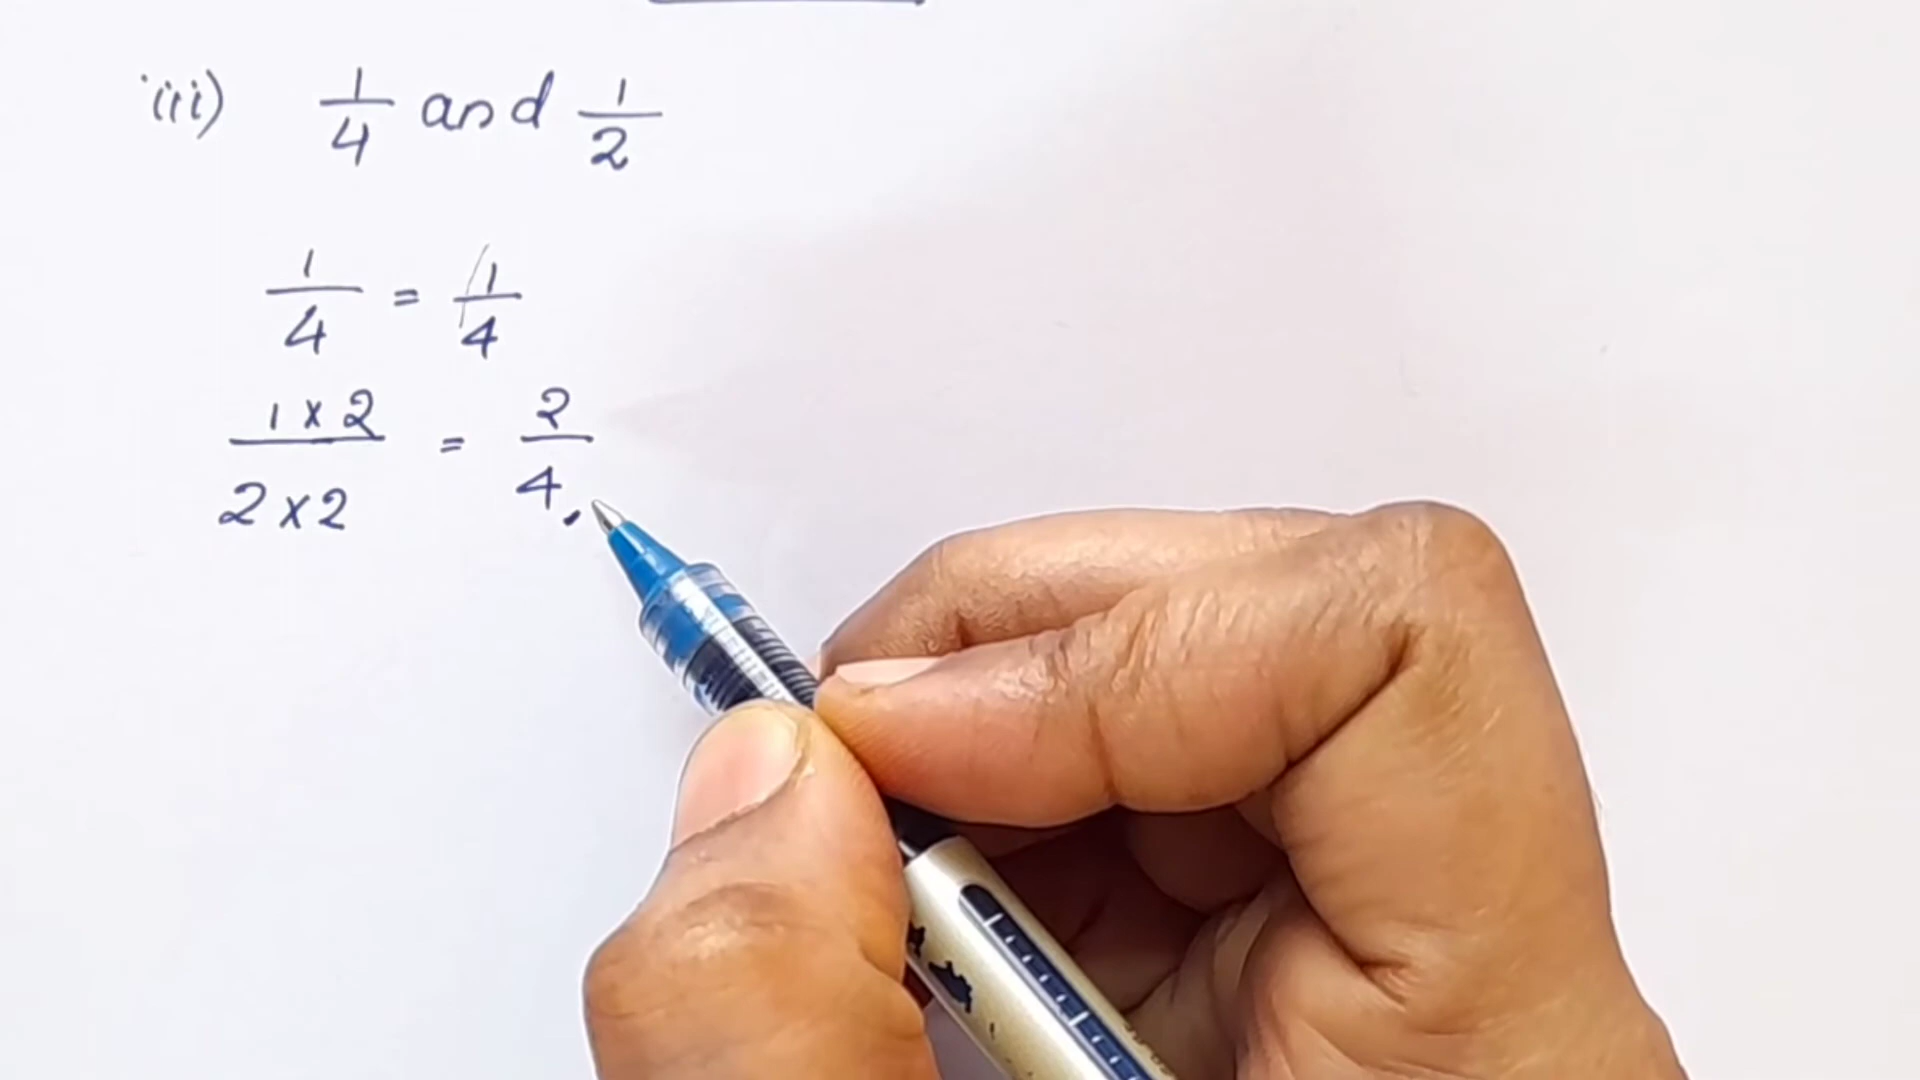 iii) 1/4 and 1/2
1/4 = 1/4
1 x 2 / 2 x 2 = 2/4.